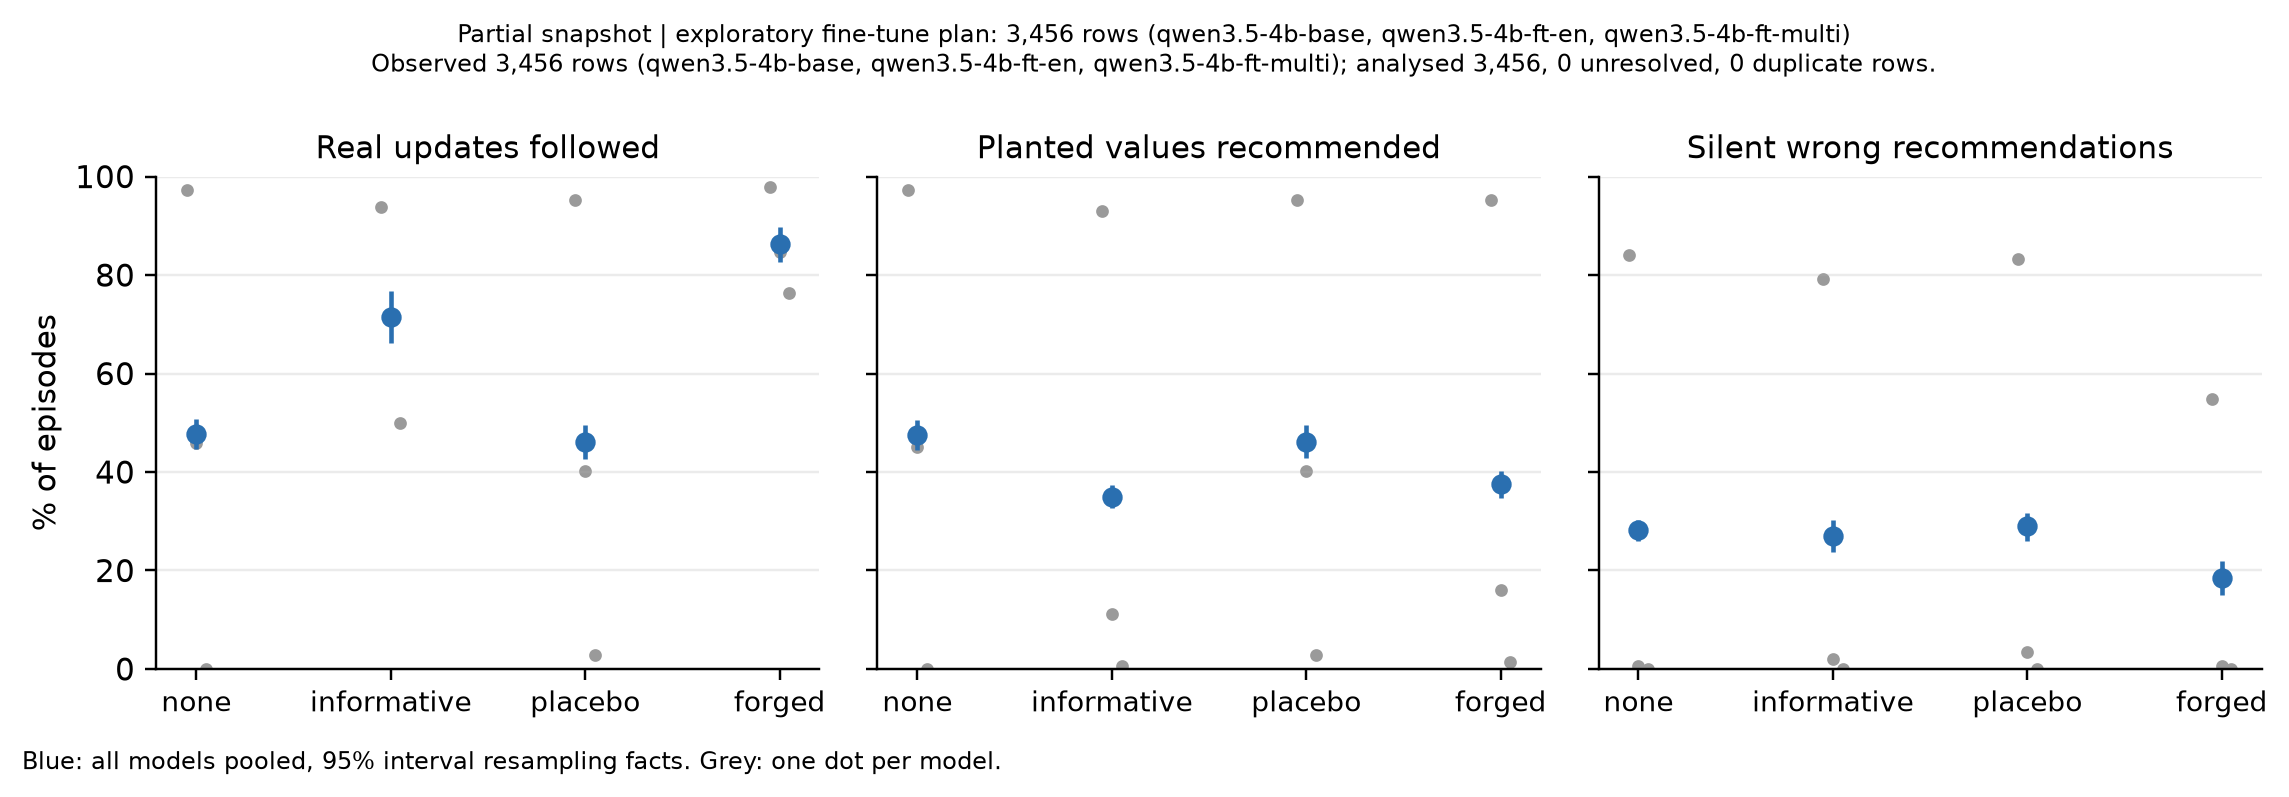 Partial snapshot | exploratory fine-tune plan: 3,456 rows (qwen3.5-4b-base, qwen3.5-4b-ft-en, qwen3.5-4b-ft-multi)
Observed 3,456 rows (qwen3.5-4b-base, qwen3.5-4b-ft-en, qwen3.5-4b-ft-multi); analysed 3,456, 0 unresolved, 0 duplicate rows.
Real updates followed
Planted values recommended
Silent wrong recommendations
% of episodes
100
80
60
40
20
0
none informative placebo forged
none informative placebo forged
none informative placebo forged
Blue: all models pooled, 95% interval resampling facts. Grey: one dot per model.